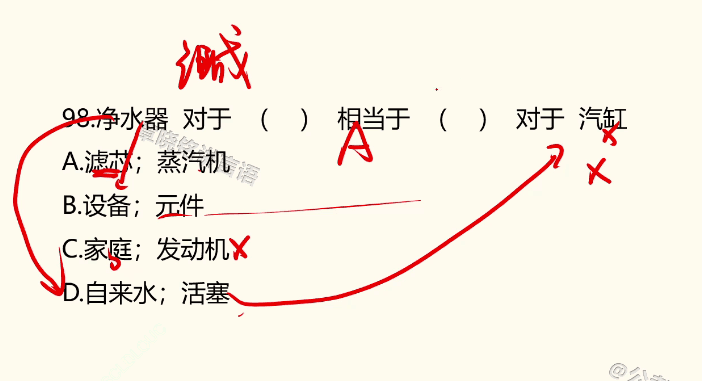 98.净水器 对于 （ ） 相当于 （ ） 对于 汽缸
A
A.滤芯；蒸汽机
B.设备；元件
C.家庭；发动机
D.自来水；活塞